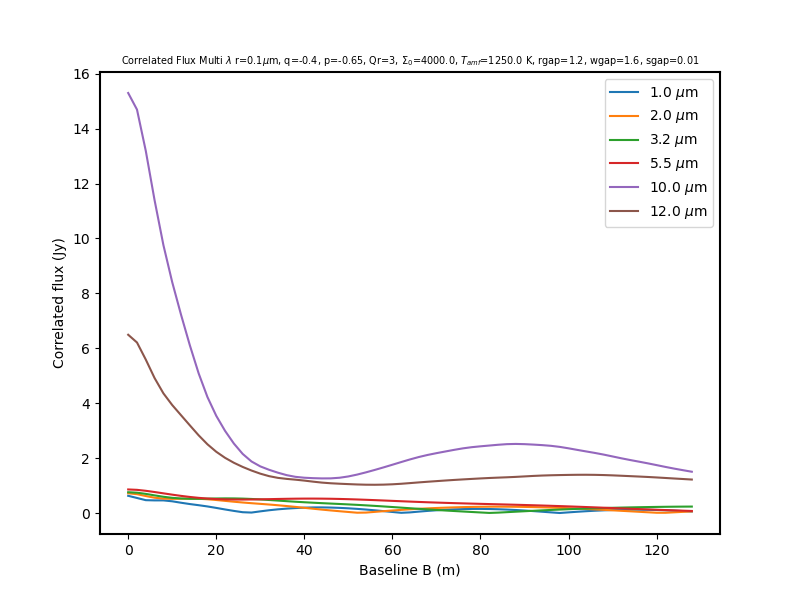 Correlated Flux Multi λ r=0.1μm, q=-0.4, p=-0.65, Qr=3, Σ₀=4000.0, T_amf=1250.0 K, rgap=1.2, wgap=1.6, sgap=0.01
16
14
12
10
8
6
4
2
0
Correlated flux (Jy)
1.0 μm
2.0 μm
3.2 μm
5.5 μm
10.0 μm
12.0 μm
0 20 40 60 80 100 120
Baseline B (m)